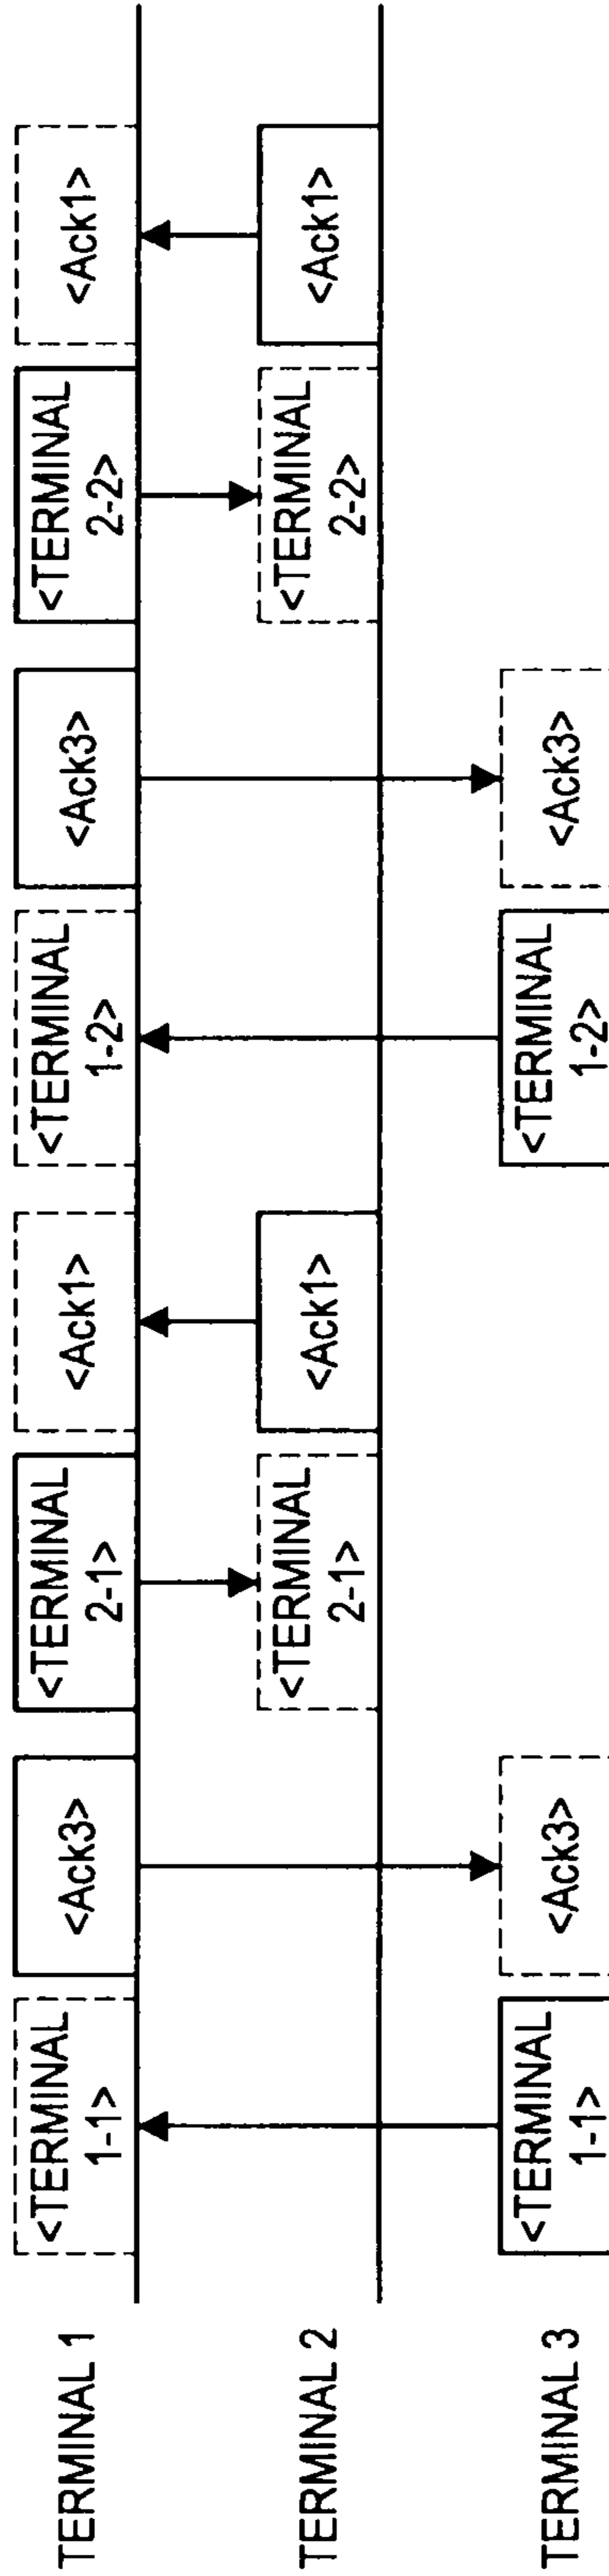 TERMINAL 1
<TERMINAL
1-1>
<Ack3>
<TERMINAL
2-1>
<Ack1>
<TERMINAL
1-2>
<Ack3>
<TERMINAL
2-2>
<Ack1>
TERMINAL 2
<TERMINAL
2-1>
<Ack1>
<TERMINAL
2-2>
<Ack1>
TERMINAL 3
<TERMINAL
1-1>
<Ack3>
<TERMINAL
1-2>
<Ack3>